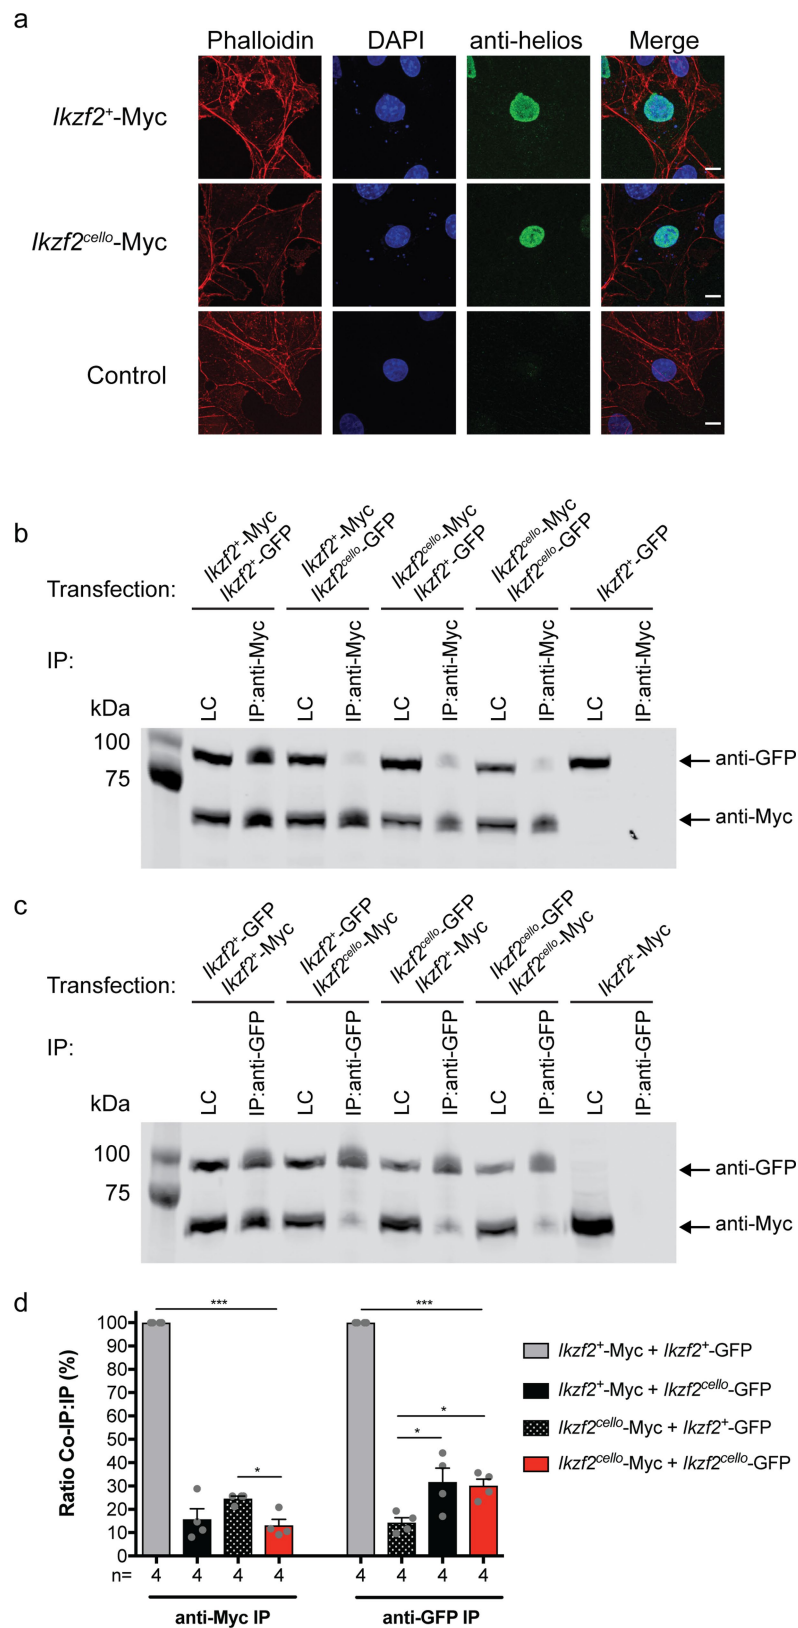 a
Phalloidin DAPI anti-helios Merge
Ikzf2+-Myc
Ikzf2cello-Myc
Control
b
Transfection:
Ikzf2+-Myc
Ikzf2+-GFP
Ikzf2+-Myc
Ikzf2cello-GFP
Ikzf2cello-Myc
Ikzf2+-GFP
Ikzf2cello-Myc
Ikzf2cello-GFP
Ikzf2+-GFP
IP:
LC IP:anti-Myc LC IP:anti-Myc LC IP:anti-Myc LC IP:anti-Myc LC IP:anti-Myc
kDa
100
75
anti-GFP
anti-Myc
c
Transfection:
Ikzf2+-GFP
Ikzf2+-Myc
Ikzf2+-GFP
Ikzf2cello-Myc
Ikzf2cello-GFP
Ikzf2+-Myc
Ikzf2cello-GFP
Ikzf2cello-Myc
Ikzf2+-Myc
IP:
LC IP:anti-GFP LC IP:anti-GFP LC IP:anti-GFP LC IP:anti-GFP LC IP:anti-GFP
kDa
100
75
anti-GFP
anti-Myc
d
Ratio Co-IP:IP (%)
100
90
80
70
60
50
40
30
20
10
0
*** ***
* * *
n= 4 4 4 4 4 4 4 4
anti-Myc IP anti-GFP IP
Ikzf2+-Myc + Ikzf2+-GFP
Ikzf2+-Myc + Ikzf2cello-GFP
Ikzf2cello-Myc + Ikzf2+-GFP
Ikzf2cello-Myc + Ikzf2cello-GFP